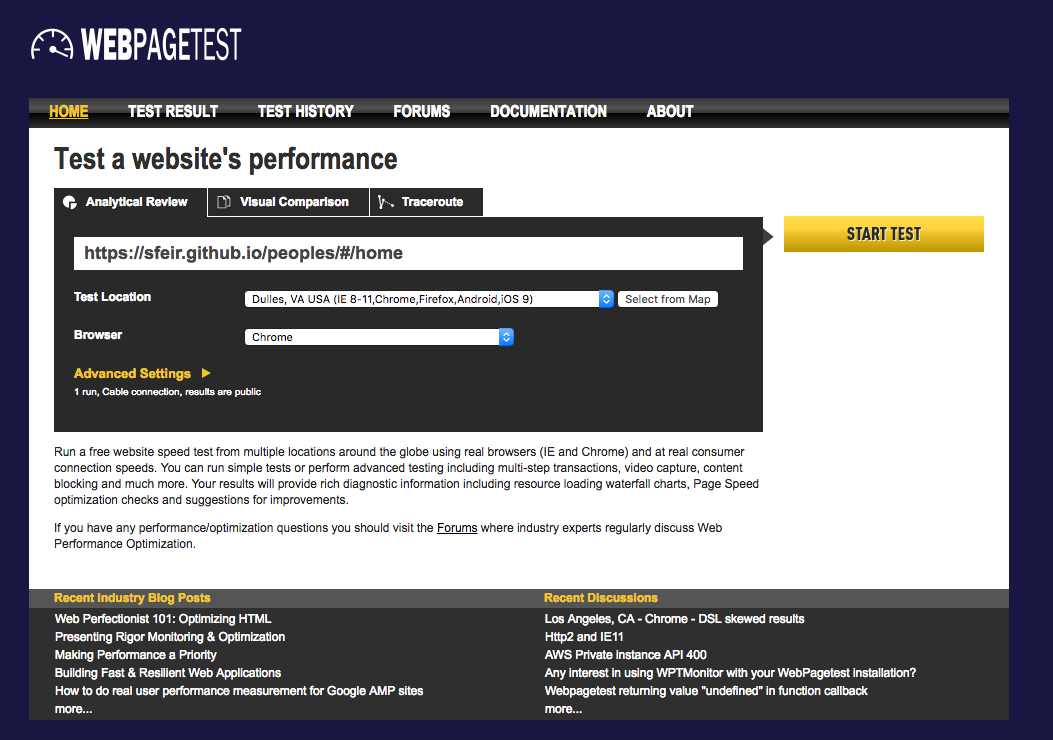 WEBPAGETEST
HOME TEST RESULT TEST HISTORY FORUMS DOCUMENTATION ABOUT
Test a website's performance
Analytical Review Visual Comparison Traceroute
https://sfeir.github.io/peoples/#/home
START TEST
Test Location Dulles, VA USA (IE 8-11,Chrome,Firefox,Android,iOS 9) Select from Map
Browser Chrome
Advanced Settings
1 run, Cable connection, results are public
Run a free website speed test from multiple locations around the globe using real browsers (IE and Chrome) and at real consumer
connection speeds. You can run simple tests or perform advanced testing including multi-step transactions, video capture, content
blocking and much more. Your results will provide rich diagnostic information including resource loading waterfall charts, Page Speed
optimization checks and suggestions for improvements.
If you have any performance/optimization questions you should visit the Forums where industry experts regularly discuss Web
Performance Optimization.
Recent Industry Blog Posts
Web Perfectionist 101: Optimizing HTML
Presenting Rigor Monitoring & Optimization
Making Performance a Priority
Building Fast & Resilient Web Applications
How to do real user performance measurement for Google AMP sites
more...
Recent Discussions
Los Angeles, CA - Chrome - DSL skewed results
Http2 and IE11
AWS Private instance API 400
Any interest in using WPTMonitor with your WebPagetest installation?
Webpagetest returning value "undefined" in function callback
more...